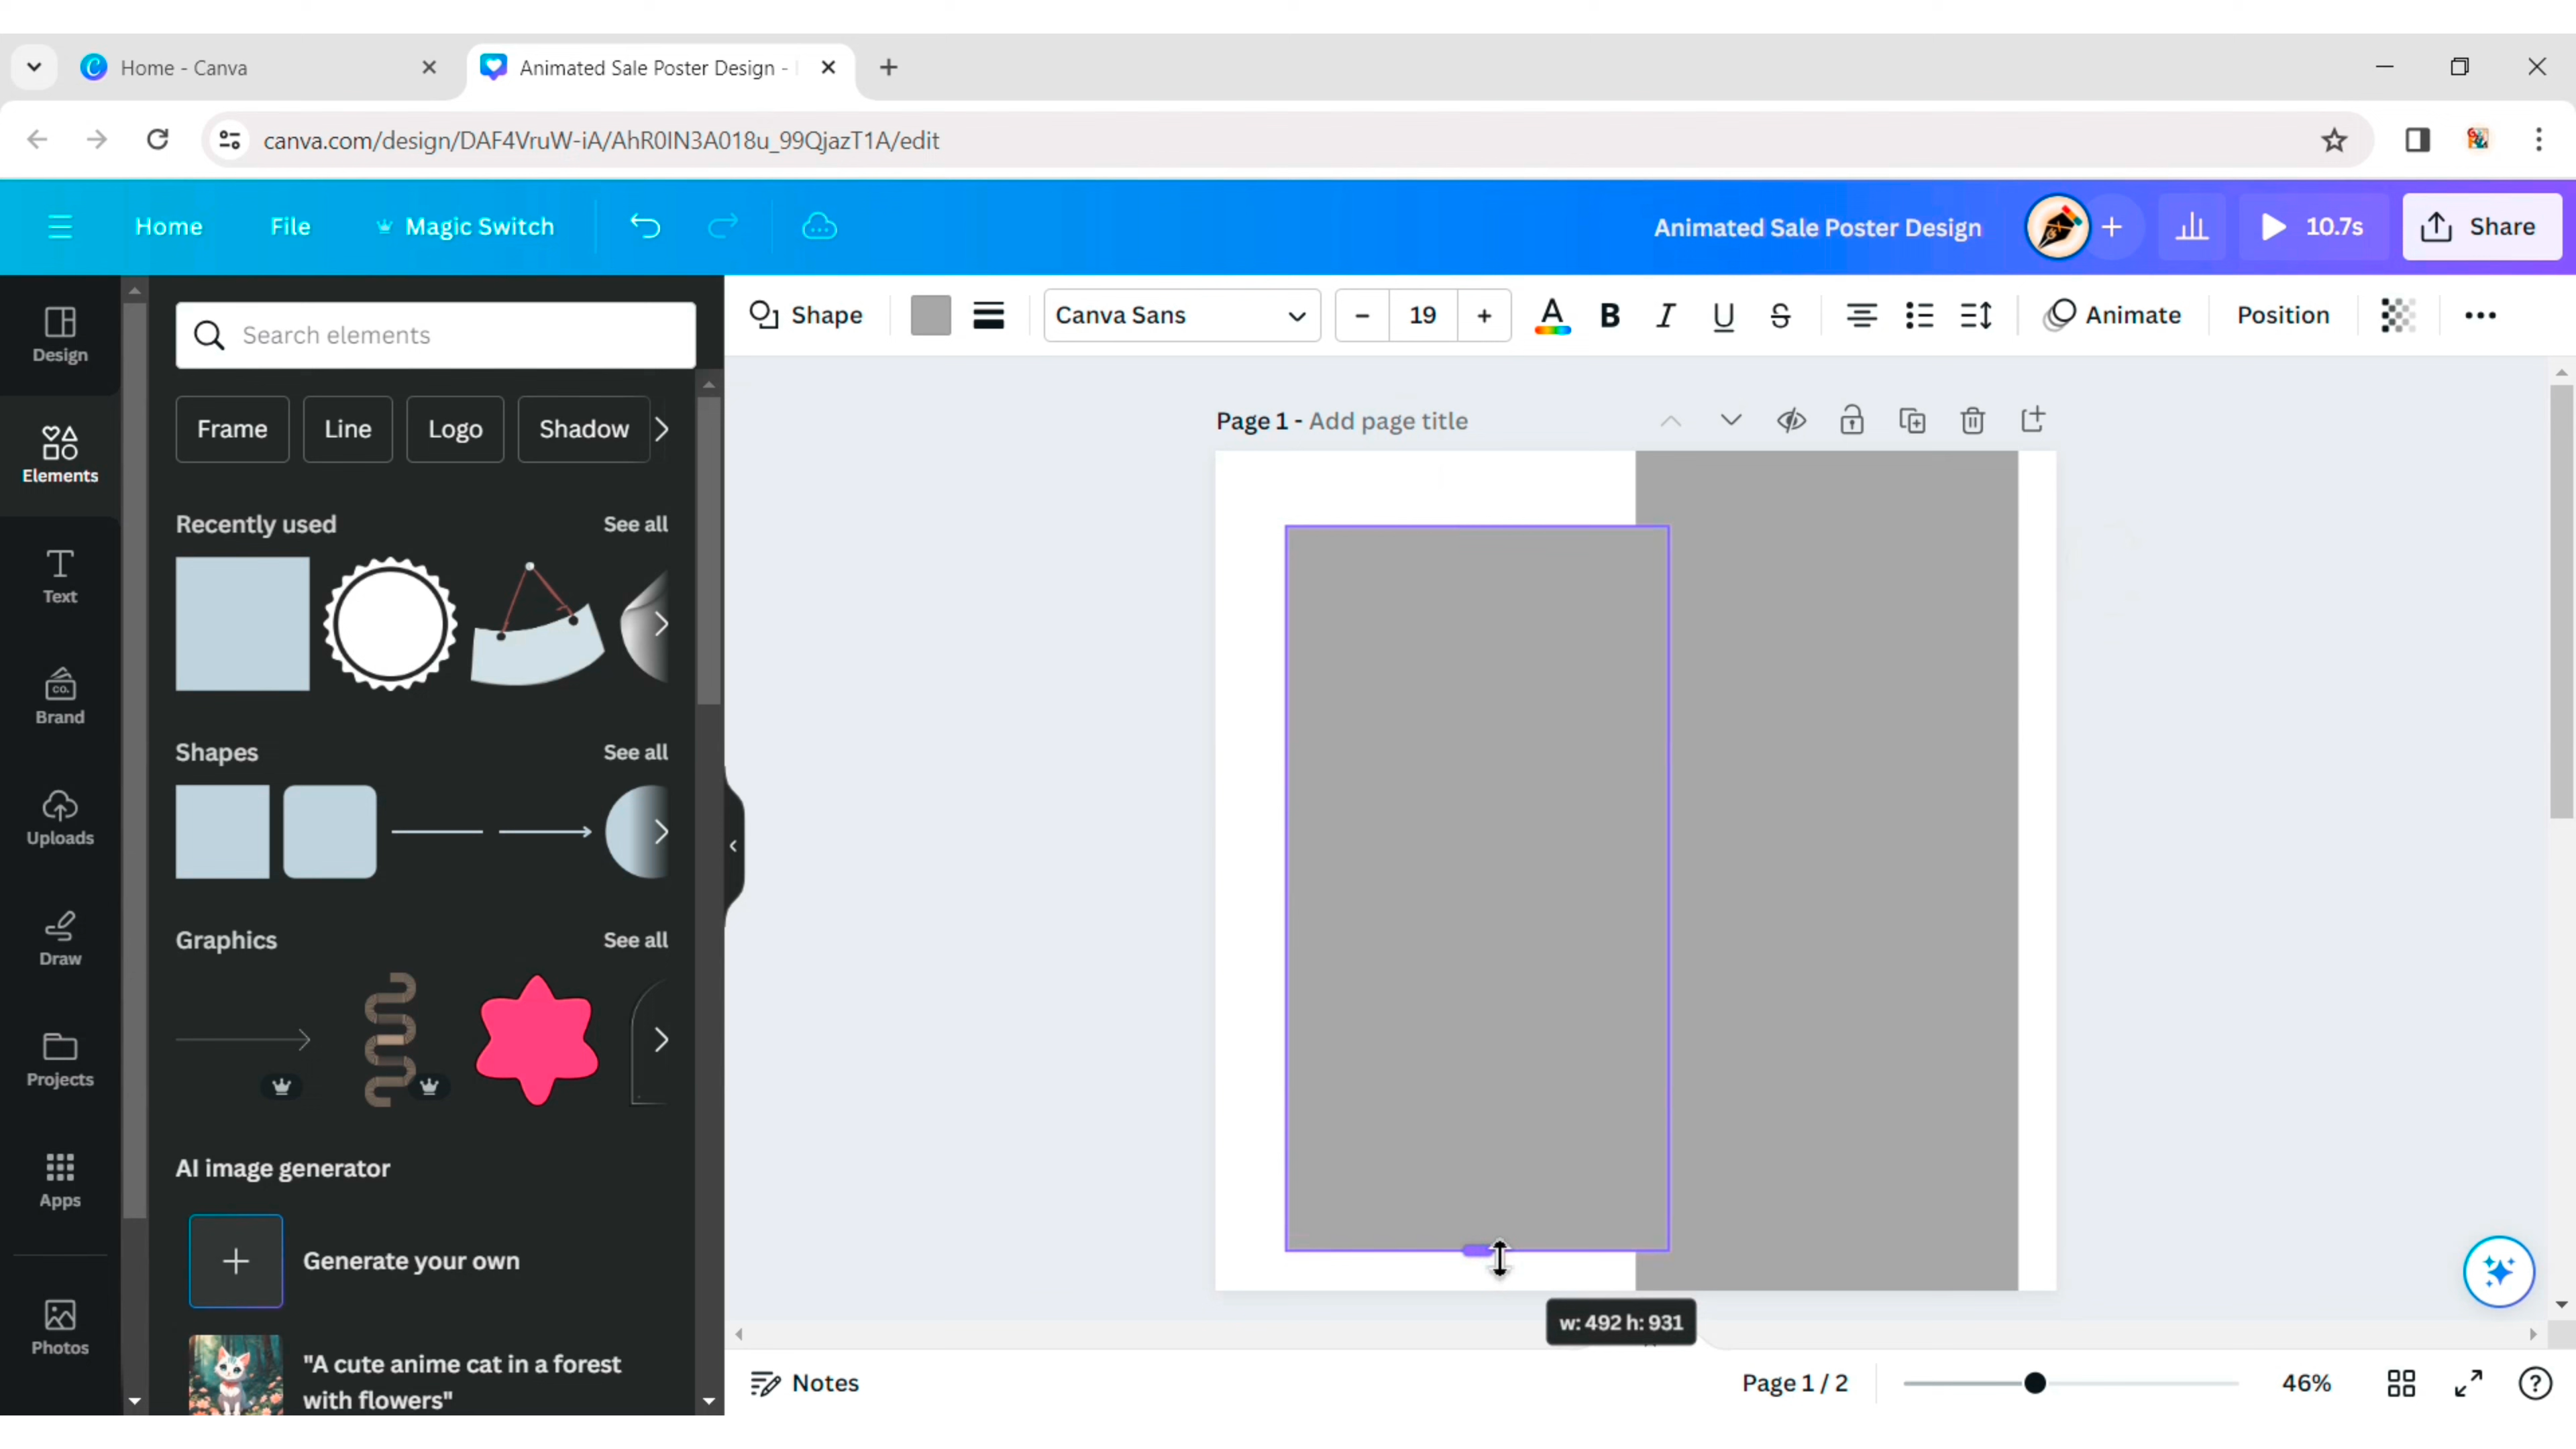 Home - Canva
Animated Sale Poster Design -
canva.com/design/DAF4VruW-iA/AhR0IN3A018u_99QjazT1A/edit
Home File Magic Switch Animated Sale Poster Design 10.7s Share
Search elements
Shape Canva Sans 19 A B I U S Animate Position
Design
Elements
Text
Brand
Uploads
Draw
Projects
Apps
Photos
Frame Line Logo Shadow
Recently used See all
Shapes See all
Graphics See all
AI image generator
Generate your own
"A cute anime cat in a forest
with flowers"
Page 1 - Add page title
w: 492 h: 931
Notes Page 1 / 2 46%
CO.